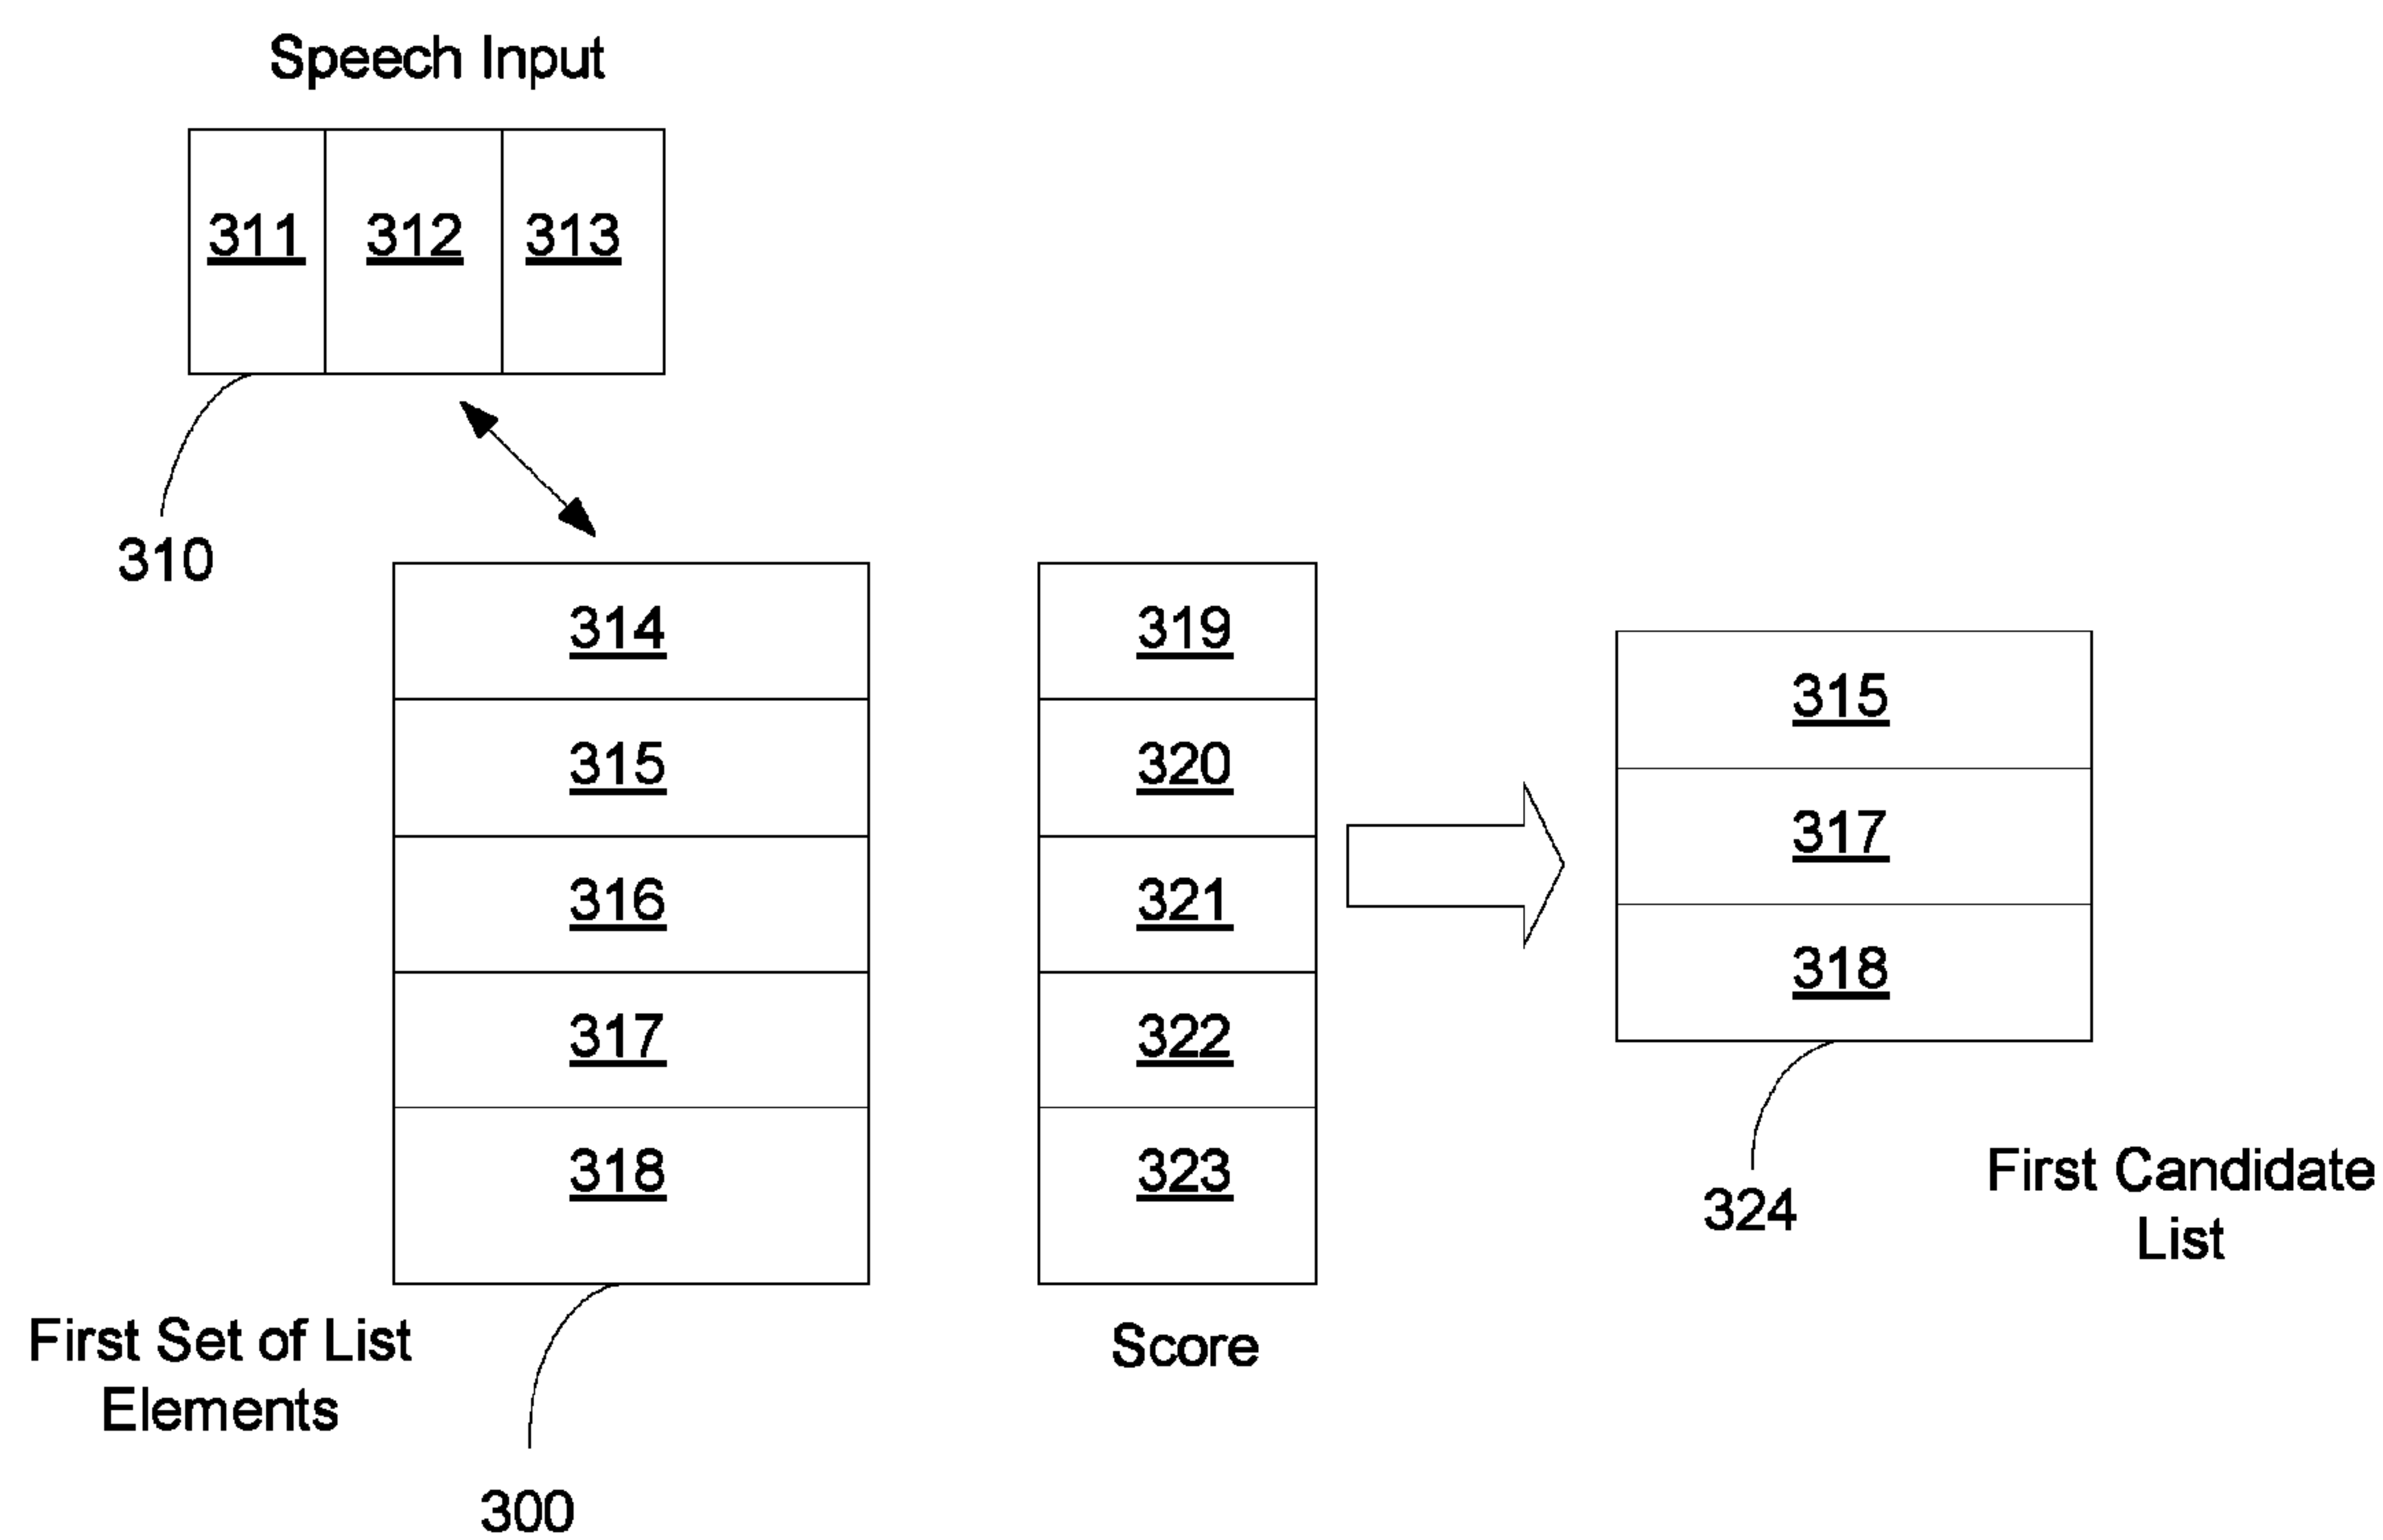 Speech Input
311 312 313
310
314 319
315 320
316 321
317 322
318 323
315
317
318
324
First Candidate
List
First Set of List
Elements
Score
300